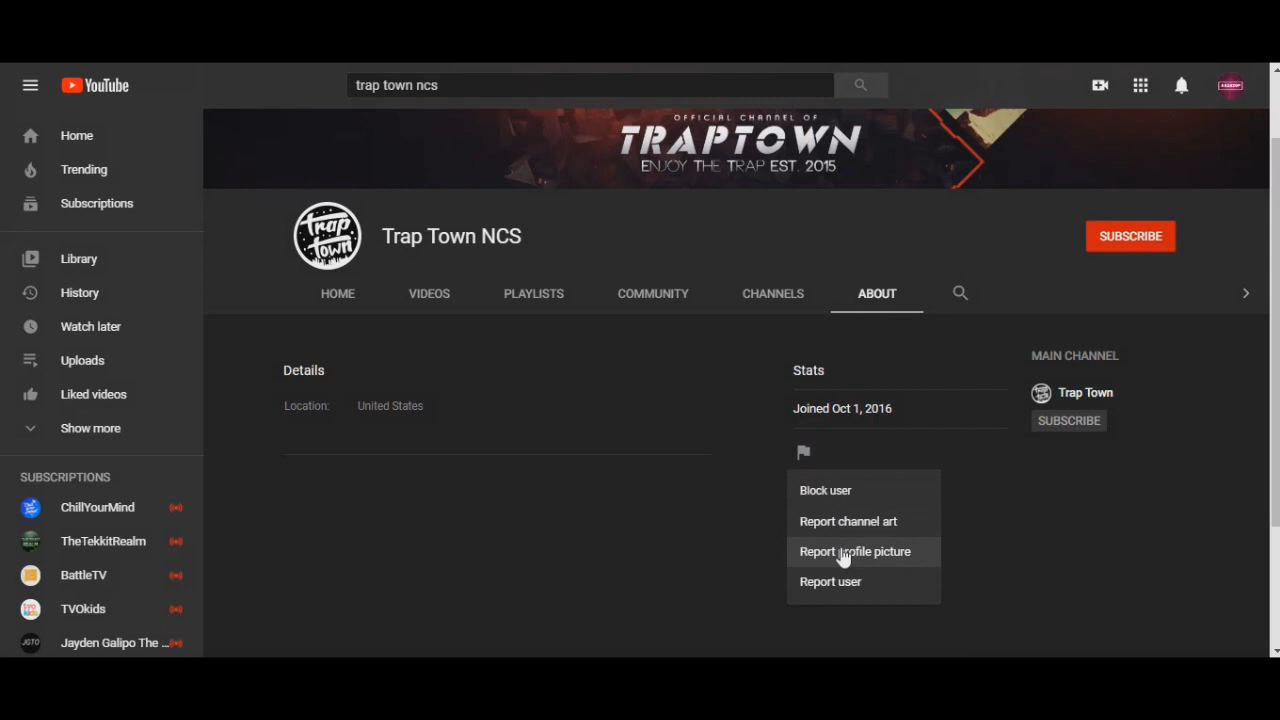 YouTube
trap town ncs
Home
Trending
Subscriptions
Library
History
Watch later
Uploads
Liked videos
Show more
SUBSCRIPTIONS
ChillYourMind
TheTekkitRealm
BattleTV
TVOkids
JGTO
Jayden Galipo The ...
OFFICIAL CHANNEL OF
TRAPTOWN
ENJOY THE TRAP EST. 2015
Trap Town
Trap Town NCS
SUBSCRIBE
HOME VIDEOS PLAYLISTS COMMUNITY CHANNELS ABOUT
Details
Location: United States
Stats
Joined Oct 1, 2016
Block user
Report channel art
Report profile picture
Report user
MAIN CHANNEL
Trap Town
SUBSCRIBE